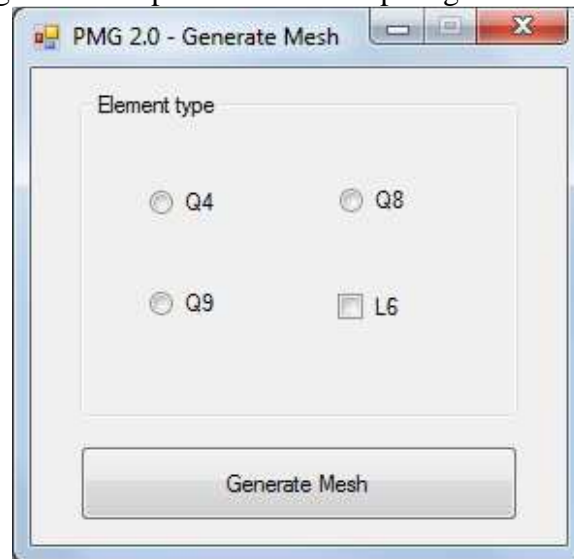 PMG 2.0 - Generate Mesh
Element type
Q4 Q8
Q9 L6
Generate Mesh